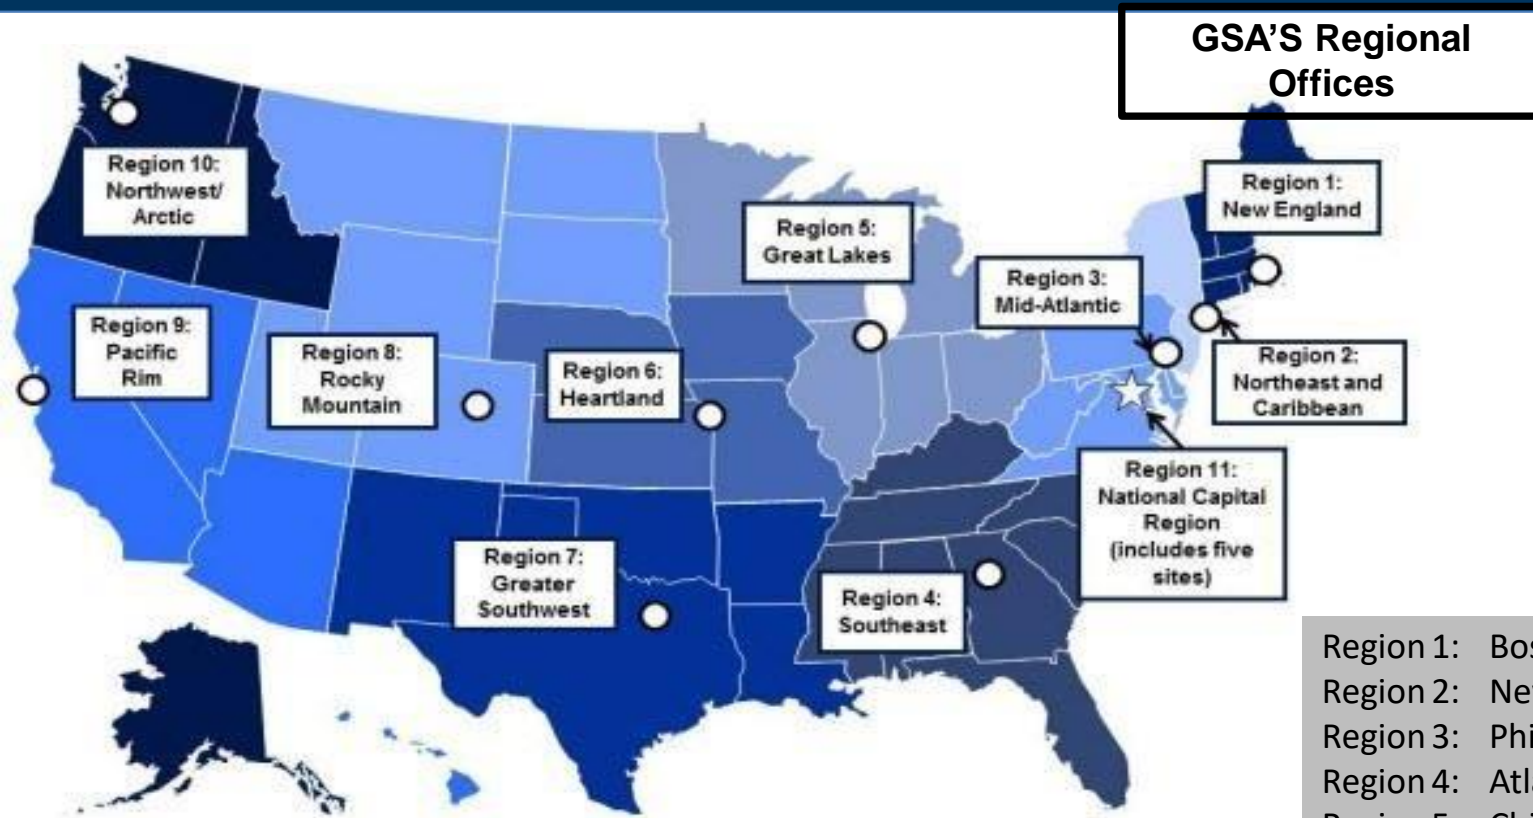 GSA'S Regional
Offices
Region 10:
Northwest/
Arctic
Region 1:
New England
Region 5:
Great Lakes
Region 3:
Mid-Atlantic
Region 9:
Pacific
Rim
Region 8:
Rocky
Mountain
Region 6:
Heartland
Region 2:
Northeast and
Caribbean
Region 11:
National Capital
Region
(includes five
sites)
Region 7:
Greater
Southwest
Region 4:
Southeast
Region 1:
Region 2:
Region 3:
Region 4: